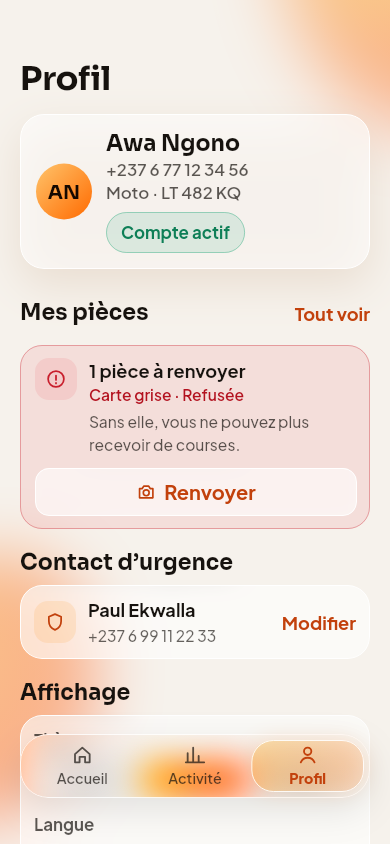 Profil
AN
Awa Ngono
+237 6 77 12 34 56
Moto · LT 482 KQ
Compte actif
Mes pièces
Tout voir
1 pièce à renvoyer
Carte grise · Refusée
Sans elle, vous ne pouvez plus
recevoir de courses.
Renvoyer
Contact d’urgence
Paul Ekwalla
+237 6 99 11 22 33
Modifier
Affichage
Accueil
Activité
Profil
Langue